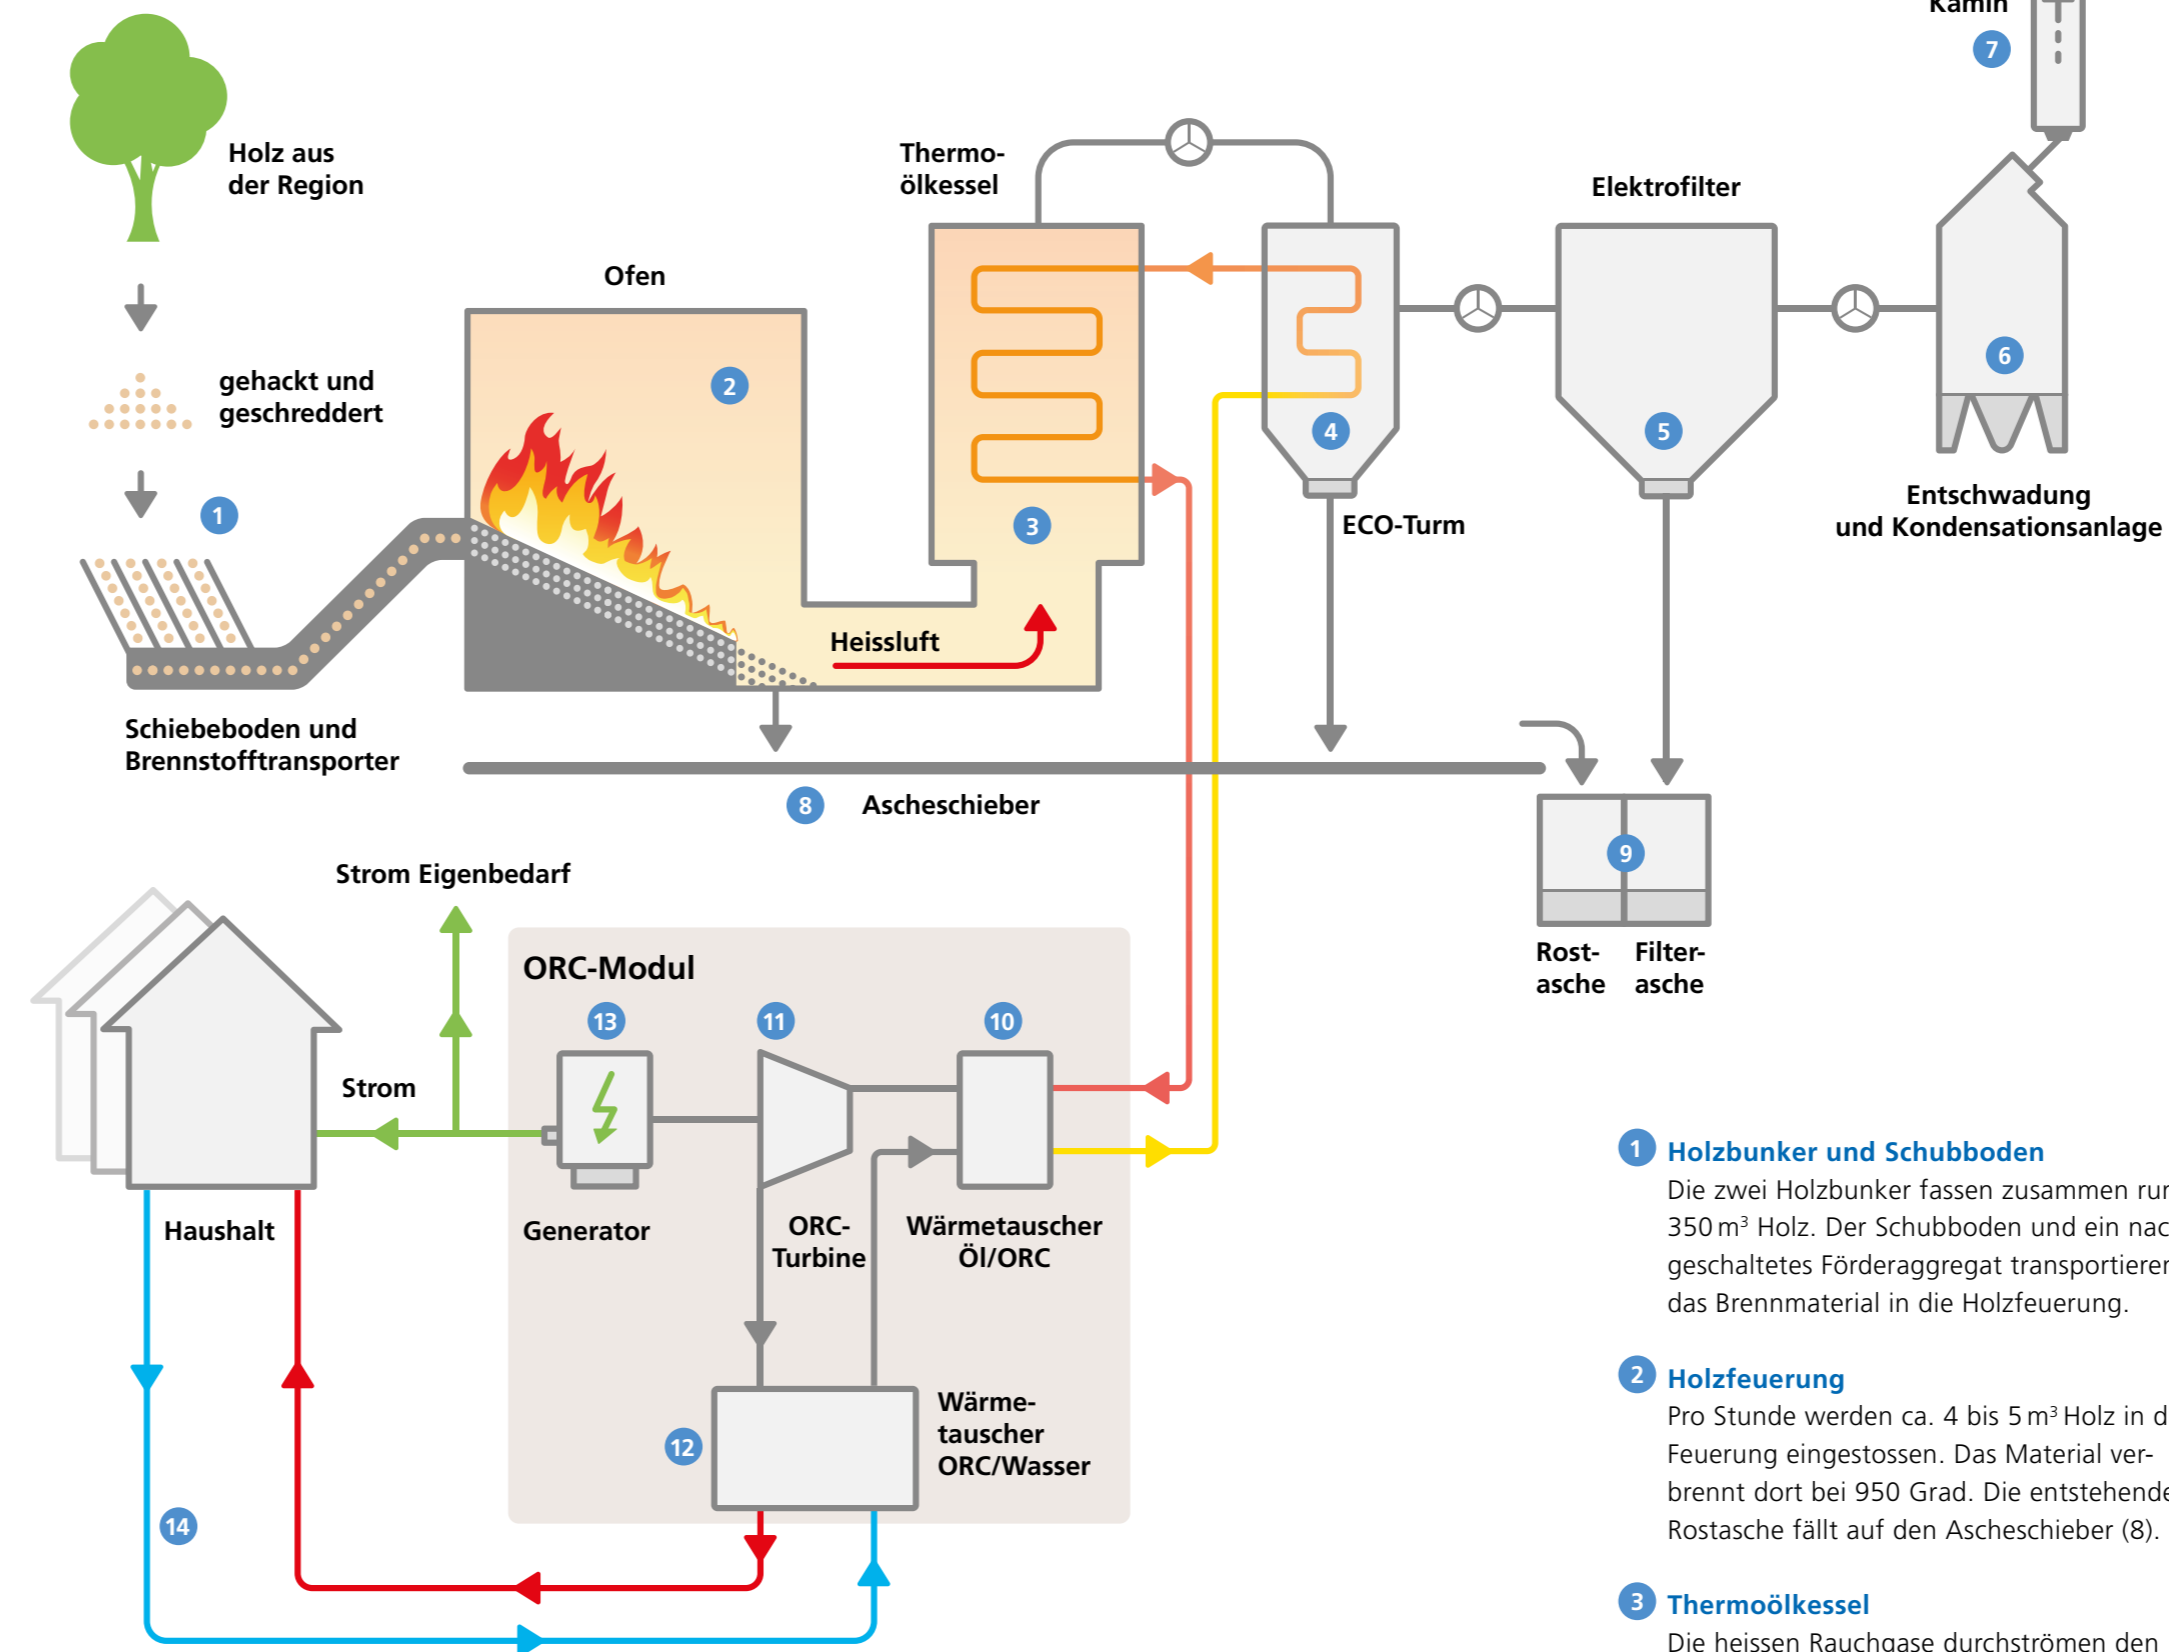 Kamin
7
Holz aus
der Region
Thermo-
ölkessel
Elektrofilter
Ofen
gehackt und
geschreddert
2
6
4
5
1
3
ECO-Turm
Entschwadung
und Kondensationsanlage
Heissluft
Schiebeboden und
Brennstofftransporter
8 Ascheschieber
9
Strom Eigenbedarf
Rost-
asche
Filter-
asche
ORC-Modul
13
11
10
Strom
Haushalt
Generator
ORC-
Turbine
Wärmetauscher
Öl/ORC
Wärme-
tauscher
ORC/Wasser
12
14
1 Holzbunker und Schubboden
Die zwei Holzbunker fassen zusammen
350 m³ Holz. Der Schubboden und ein
geschaltetes Förderaggregat
das Brennmaterial in die Holzfeuerung.
2 Holzfeuerung
Pro Stunde werden ca. 4 bis 5 m³ Holz in
Feuerung eingestossen. Das Material ver-
brennt dort bei 950 Grad. Die
Rostasche fällt auf den Ascheschieber (8).
3 Thermoölkessel
Die heissen Rauchgase durchströmen den